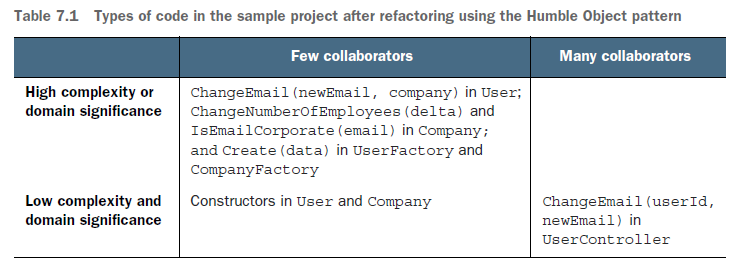 Table 7.1 Types of code in the sample project after refactoring using the Humble Object pattern
Few collaborators
Many collaborators
High complexity or
domain significance
ChangeEmail(newEmail, company) in User;
ChangeNumberOfEmployees(delta) and
IsEmailCorporate(email) in Company;
and Create(data) in UserFactory and
CompanyFactory
Low complexity and
domain significance
Constructors in User and Company
ChangeEmail(userId,
newEmail) in
UserController